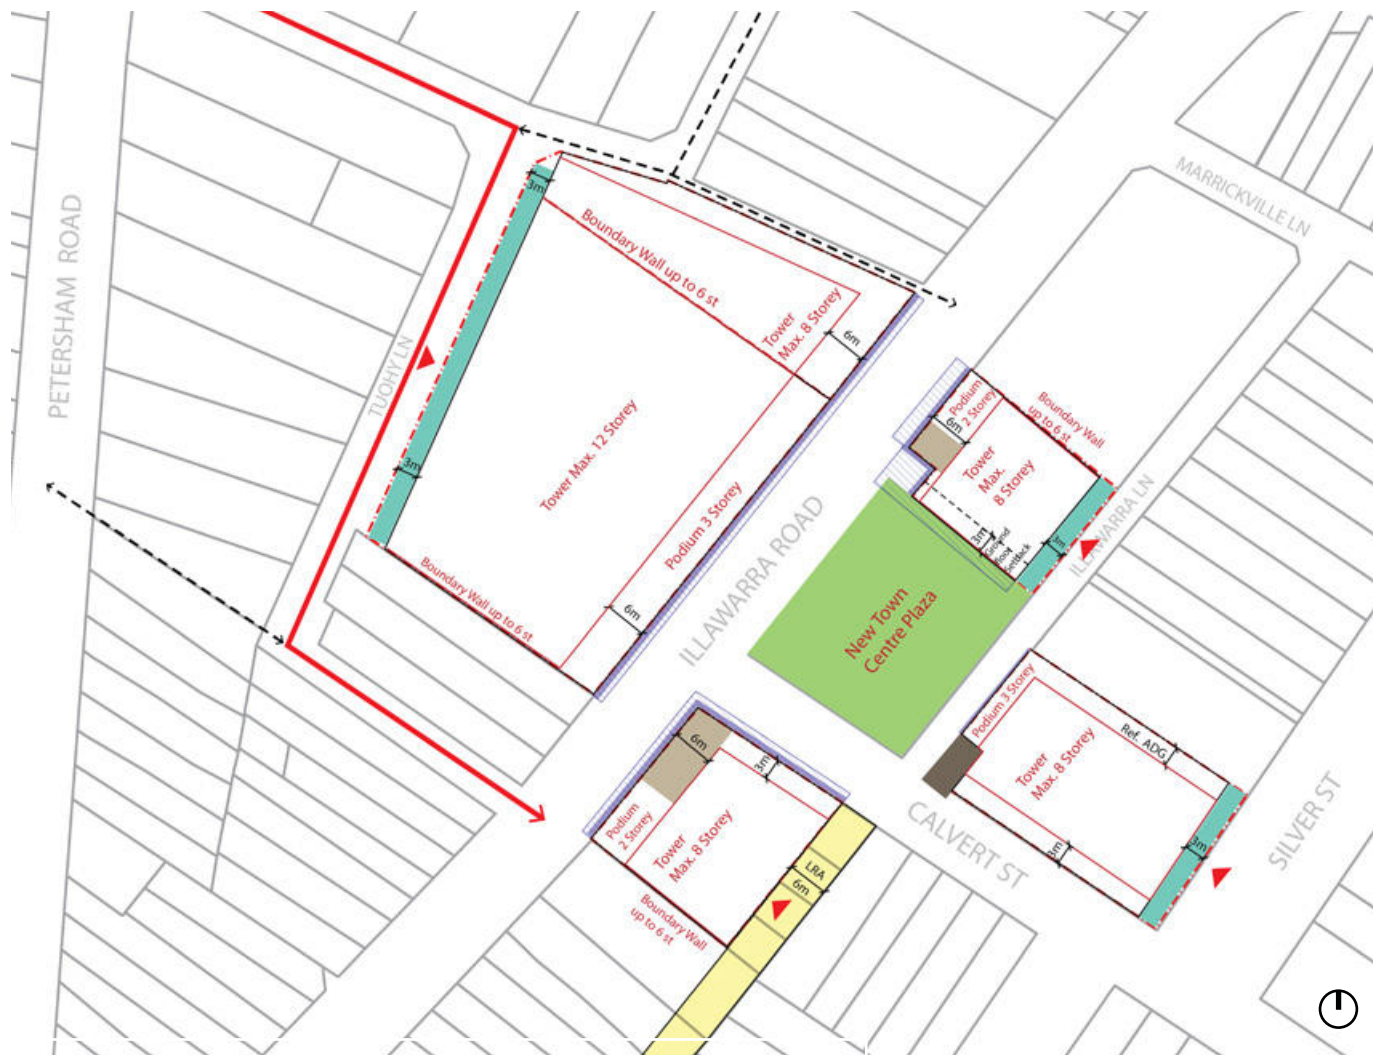 MARRICKVILLE LN
PETERSHAM ROAD
TUOHY LN
3m
Boundary Wall up to 6 st
Tower
Max. 8 Storey
6m
Tower Max. 12 Storey
3m
Podium 3 Storey
Boundary Wall up to 6 st
6m
ILLAWARRA ROAD
Podium
2 Storey
6m
Boundary Wall
up to 6 st
Tower
Max.
8 Storey
3m
Ground
floor
Setback
3m
ILLAWARRA LN
New Town
Centre Plaza
Podium 3 Storey
Ref. ADG
Tower
Max. 8 Storey
3m
3m
SILVER ST
CALVERT ST
6m
3m
Podium
2 Storey
Tower
Max. 8 Storey
LRA
6m
Boundary Wall
up to 6 st